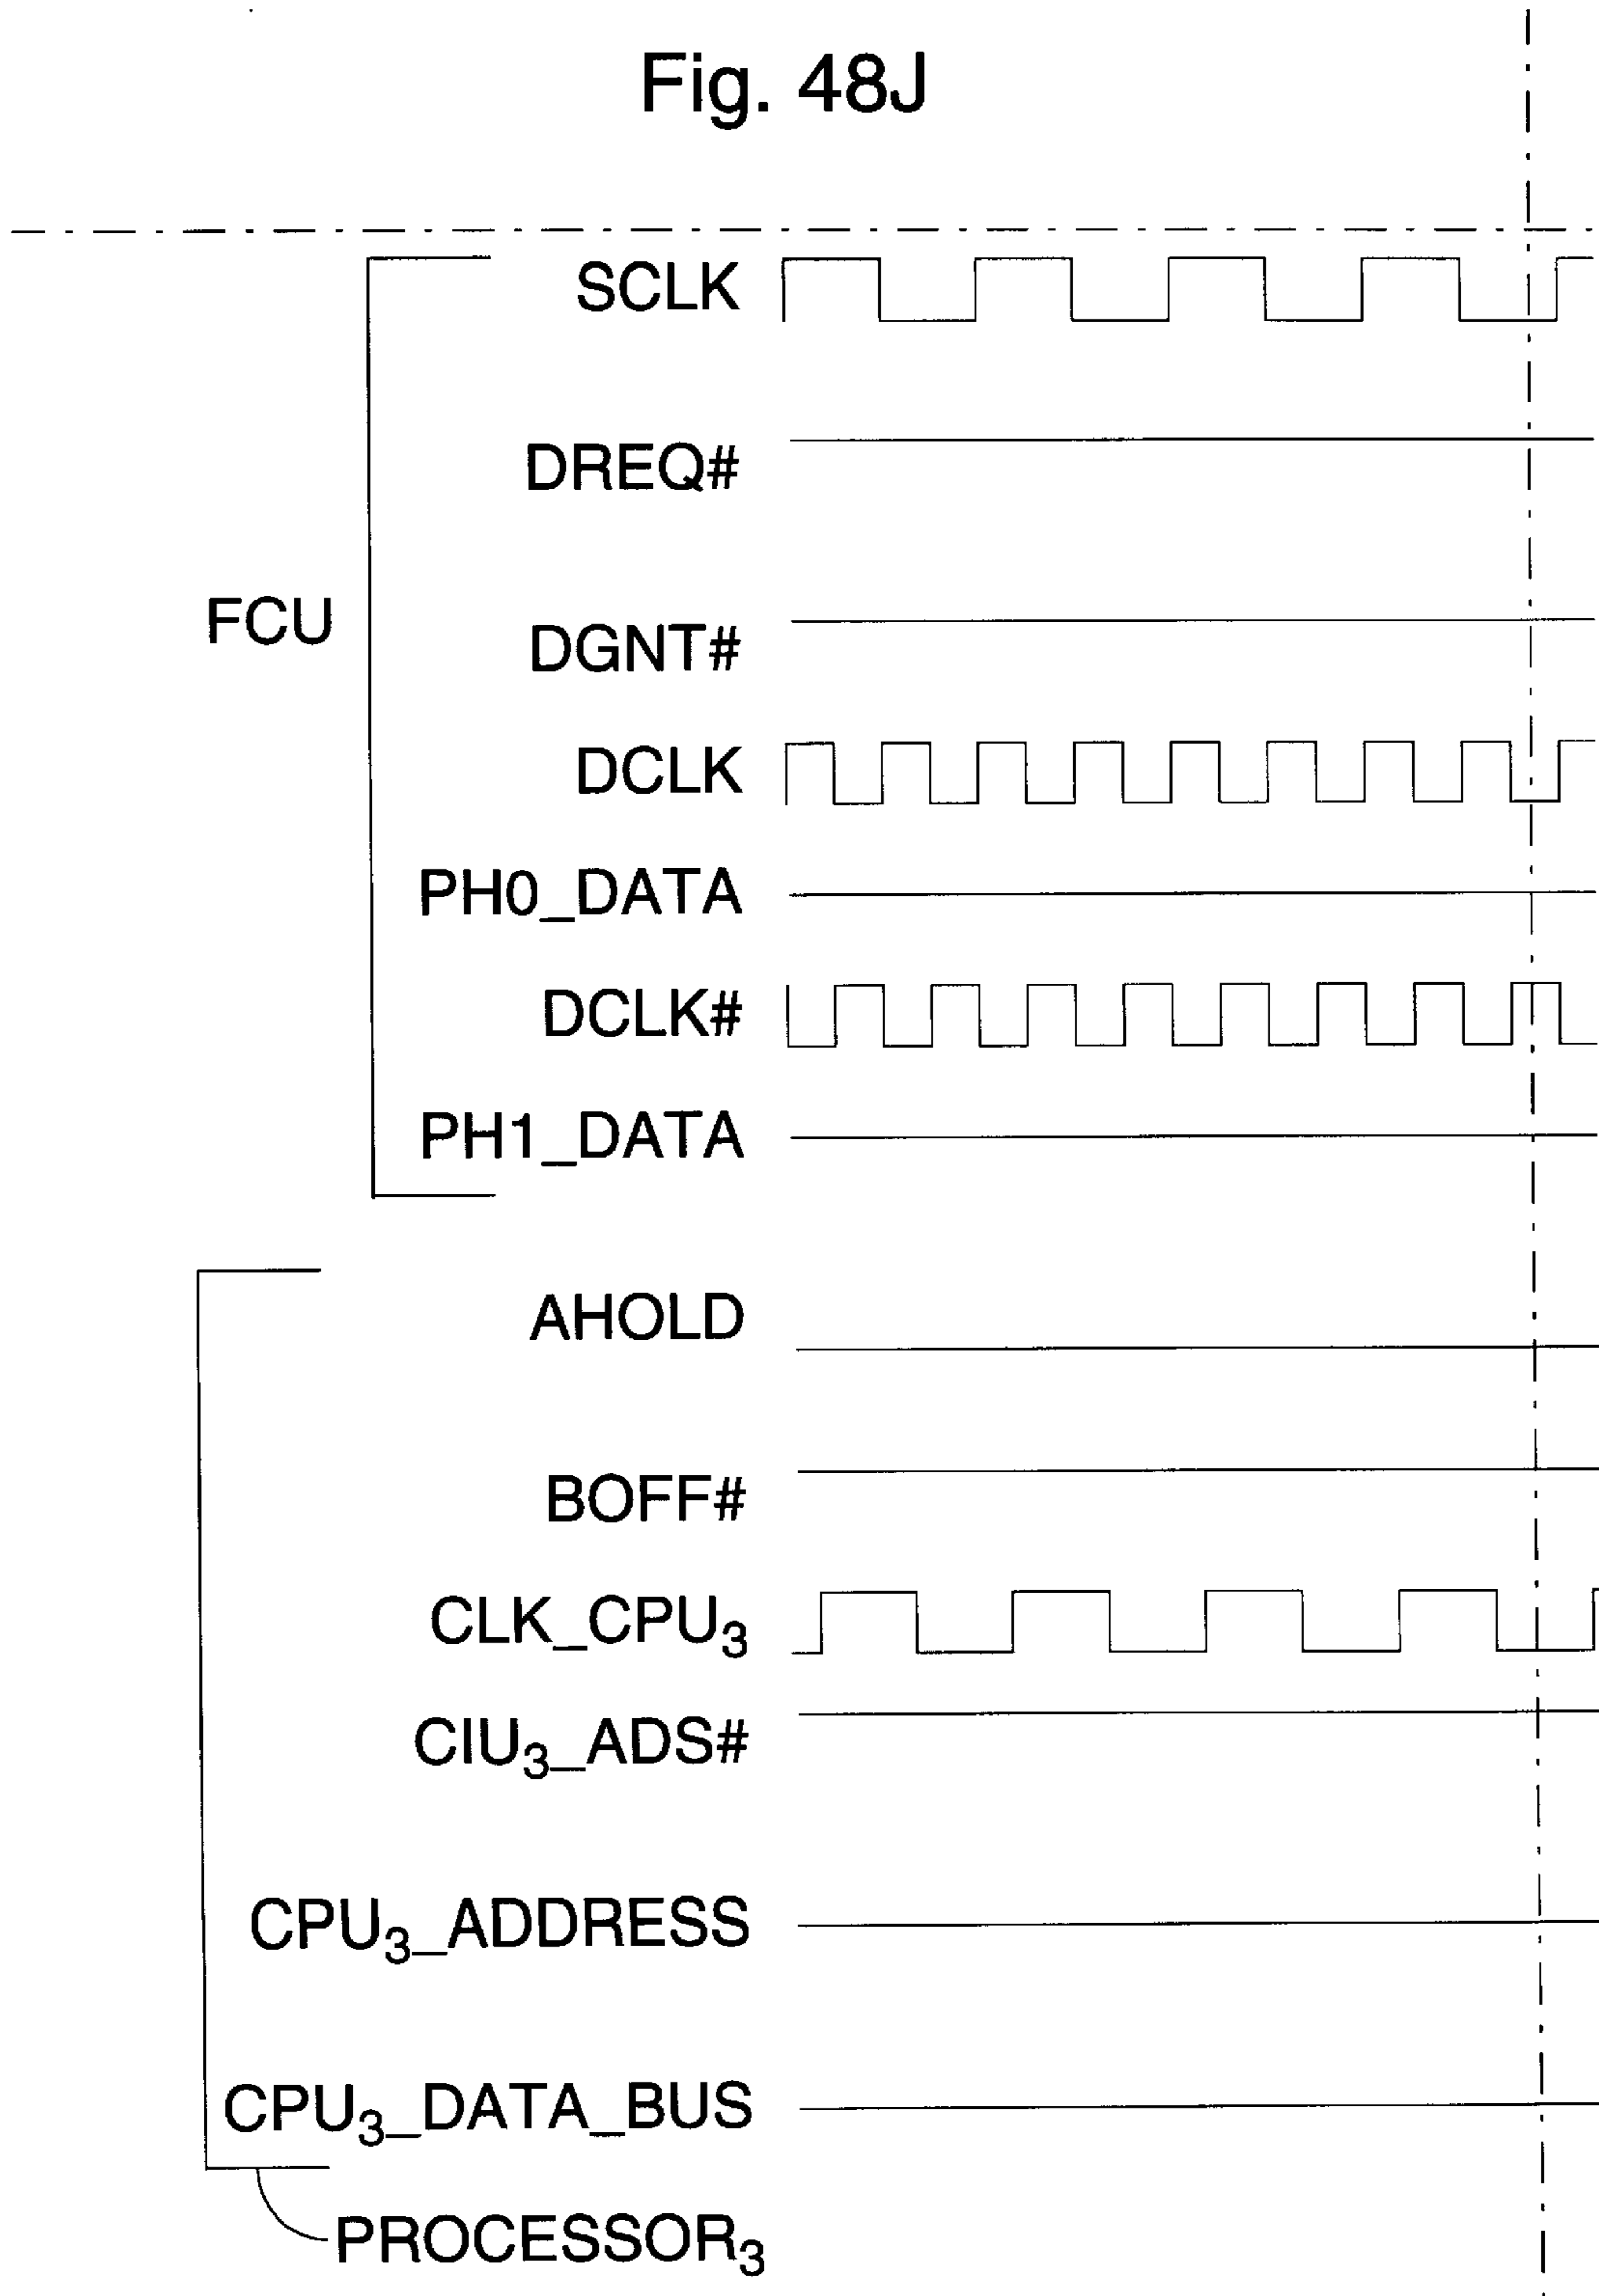 Fig. 48J
SCLK
DREQ#
FCU
DGNT#
DCLK
PH0_DATA
DCLK#
PH1_DATA
AHOLD
BOFF#
CLK_CPU₃
CIU₃_ADS#
CPU₃_ADDRESS
CPU₃_DATA_BUS
PROCESSOR₃